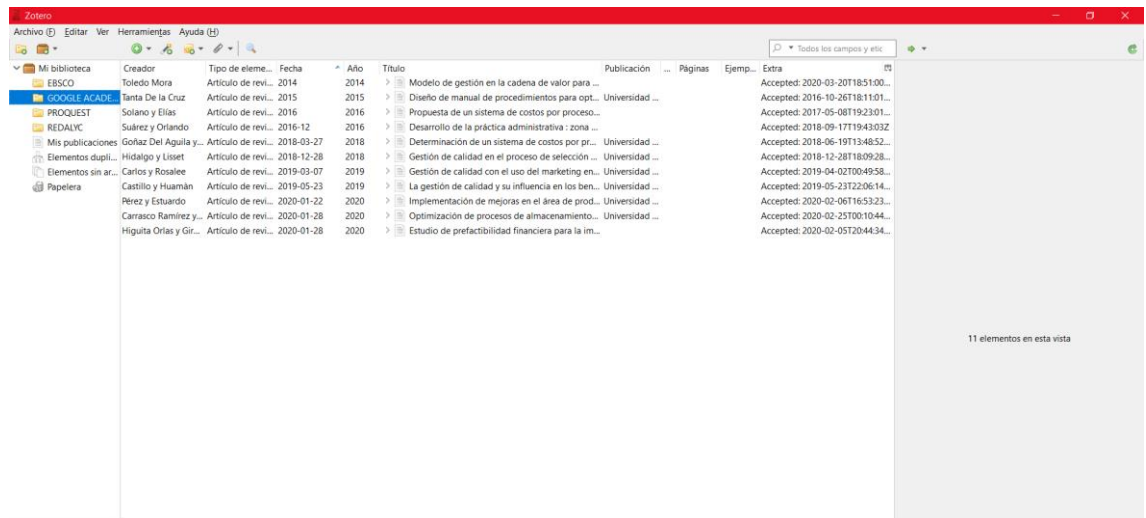 Zotero
Archivo (F) Editar Ver Herramientas Ayuda (H)
Todos los campos y etic
Mi biblioteca
EBSCO
GOOGLE ACADE...
PROQUEST
REDALYC
Mis publicaciones
Elementos dupli...
Elementos sin ar...
Papelera
Creador Tipo de eleme... Fecha Año Título Publicación ... Páginas Ejemp... Extra
Toledo Mora Artículo de revi... 2014 2014 Modelo de gestión en la cadena de valor para ... Accepted: 2020-03-20T18:51:00...
Tanta De la Cruz Artículo de revi... 2015 2015 Diseño de manual de procedimientos para opt... Universidad ... Accepted: 2016-10-26T18:11:01...
Solano y Elías Artículo de revi... 2016 2016 Propuesta de un sistema de costos por proceso... Accepted: 2017-05-08T19:23:01...
Suárez y Orlando Artículo de revi... 2016-12 2016 Desarrollo de la práctica administrativa : zona ... Accepted: 2018-09-17T19:43:03Z
Goñaz Del Aguila y... Artículo de revi... 2018-03-27 2018 Determinación de un sistema de costos por pr... Universidad ... Accepted: 2018-06-19T13:48:52...
Hidalgo y Lisset Artículo de revi... 2018-12-28 2018 Gestión de calidad en el proceso de selección ... Universidad ... Accepted: 2018-12-28T18:09:28...
Carlos y Rosalee Artículo de revi... 2019-03-07 2019 Gestión de calidad con el uso del marketing en... Universidad ... Accepted: 2019-04-02T00:49:58...
Castillo y Huamàn Artículo de revi... 2019-05-23 2019 La gestión de calidad y su influencia en los ben... Universidad ... Accepted: 2019-05-23T22:06:14...
Pérez y Estuardo Artículo de revi... 2020-01-22 2020 Implementación de mejoras en el área de prod... Universidad ... Accepted: 2020-02-06T16:53:23...
Carrasco Ramírez y... Artículo de revi... 2020-01-28 2020 Optimización de procesos de almacenamiento... Universidad ... Accepted: 2020-02-25T00:10:44...
Higuita Orlas y Gir... Artículo de revi... 2020-01-28 2020 Estudio de prefactibilidad financiera para la im... Accepted: 2020-02-05T20:44:34...
11 elementos en esta vista